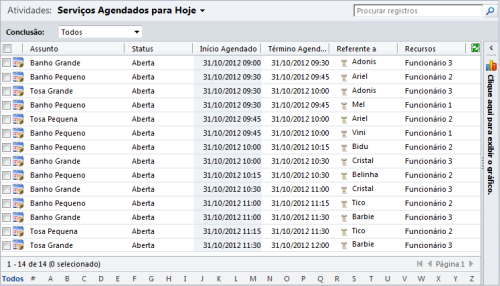 Atividades: Serviços Agendados para Hoje
Procurar registros
Conclusão: Todos
Assunto Status Início Agendado Término Agend... Referente a Recursos
Banho Grande Aberta 31/10/2012 09:00 31/10/2012 09:30 Adonis Funcionário 3
Banho Pequeno Aberta 31/10/2012 09:30 31/10/2012 09:45 Ariel Funcionário 2
Tosa Grande Aberta 31/10/2012 09:30 31/10/2012 10:00 Adonis Funcionário 3
Banho Pequeno Aberta 31/10/2012 09:45 31/10/2012 09:45 Mel Funcionário 1
Tosa Pequena Aberta 31/10/2012 09:45 31/10/2012 10:00 Ariel Funcionário 2
Banho Pequeno Aberta 31/10/2012 09:45 31/10/2012 10:00 Vini Funcionário 1
Banho Pequeno Aberta 31/10/2012 10:00 31/10/2012 10:15 Bidu Funcionário 2
Banho Grande Aberta 31/10/2012 10:00 31/10/2012 10:30 Cristal Funcionário 3
Banho Pequeno Aberta 31/10/2012 10:15 31/10/2012 10:30 Belinha Funcionário 2
Banho Grande Aberta 31/10/2012 10:30 31/10/2012 11:00 Cristal Funcionário 3
Banho Pequeno Aberta 31/10/2012 11:00 31/10/2012 11:15 Tico Funcionário 2
Banho Grande Aberta 31/10/2012 11:00 31/10/2012 11:30 Barbie Funcionário 3
Tosa Pequena Aberta 31/10/2012 11:15 31/10/2012 11:30 Tico Funcionário 2
Tosa Grande Aberta 31/10/2012 11:30 31/10/2012 12:00 Barbie Funcionário 3
Clique aqui para exibir o gráfico.
1 - 14 de 14 (0 selecionado) Página 1
Todos # A B C D E F G H I J K L M N O P Q R S T U V W X Y Z